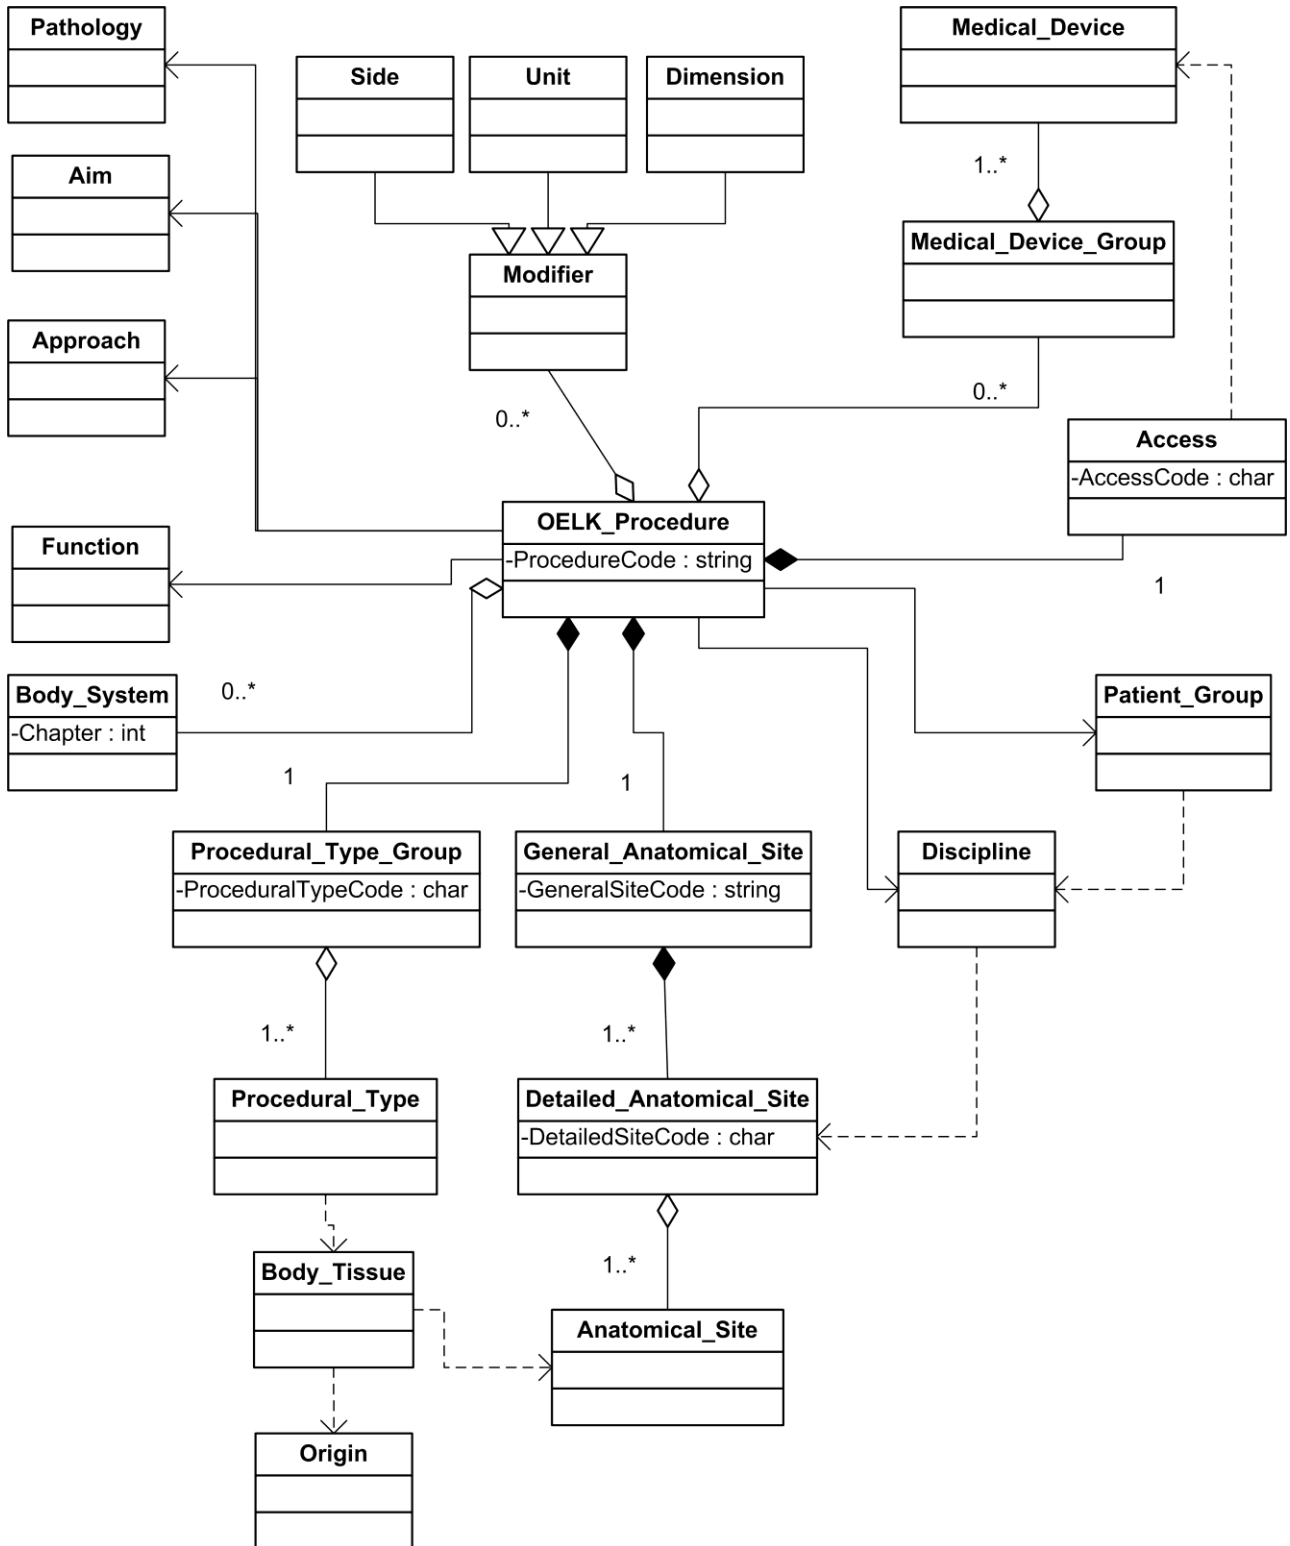 Pathology
Medical_Device
Side
Unit
Dimension
Aim
1..*
Medical_Device_Group
Modifier
Approach
0..*
0..*
Access
-AccessCode : char
OELK_Procedure
-ProcedureCode : string
Function
1
Body_System
-Chapter : int
0..*
Patient_Group
1
1
Procedural_Type_Group
-ProceduralTypeCode : char
General_Anatomical_Site
-GeneralSiteCode : string
Discipline
1..*
1..*
Procedural_Type
Detailed_Anatomical_Site
-DetailedSiteCode : char
Body_Tissue
1..*
Anatomical_Site
Origin